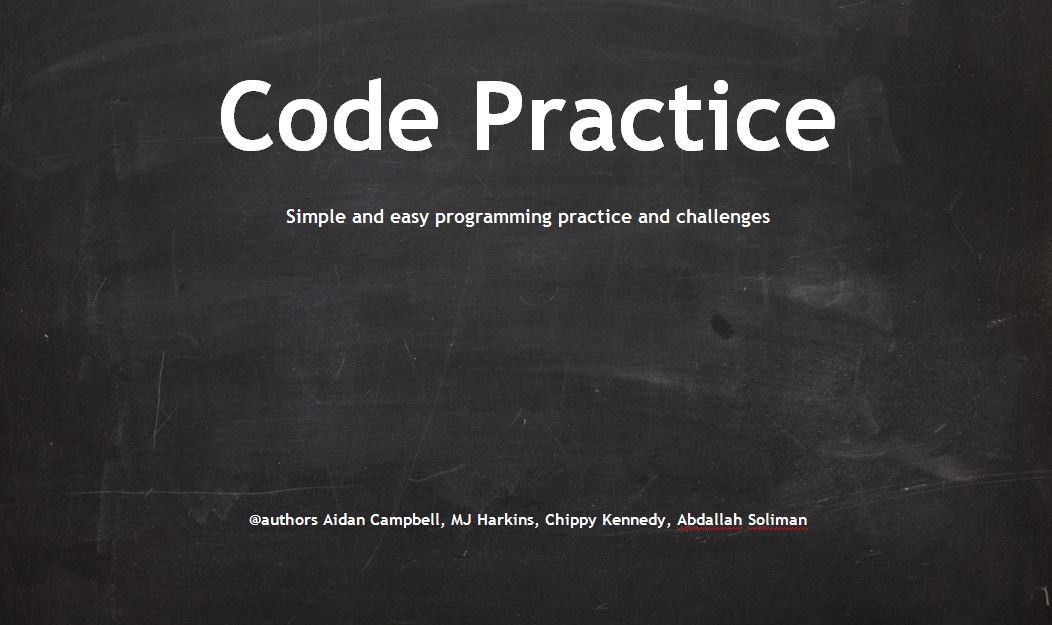 Code Practice
Simple and easy programming practice and challenges
@authors Aidan Campbell, MJ Harkins, Chippy Kennedy, Abdallah Soliman